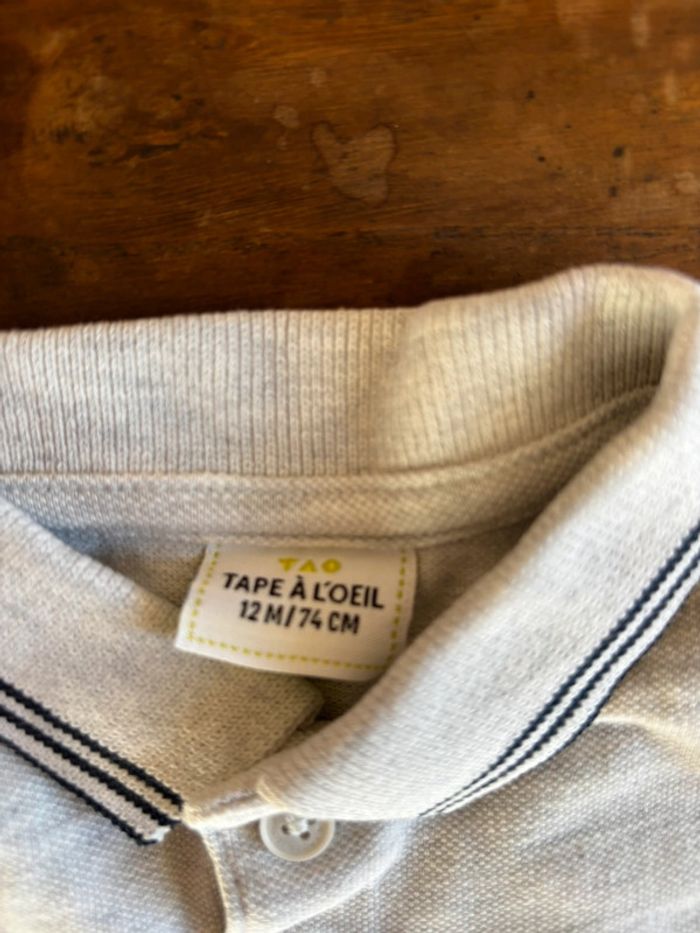 TAO
TAPE À L'OEIL
12 M/74 CM